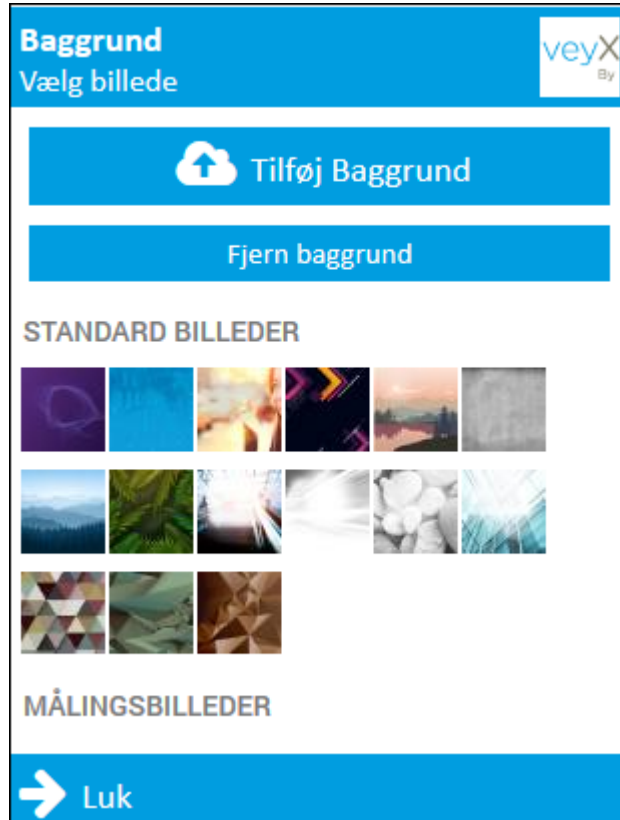 Baggrund
Vælg billede
veyX
By
Tilføj Baggrund
Fjern baggrund
STANDARD BILLEDER
MÅLINGSBILLEDER
Luk